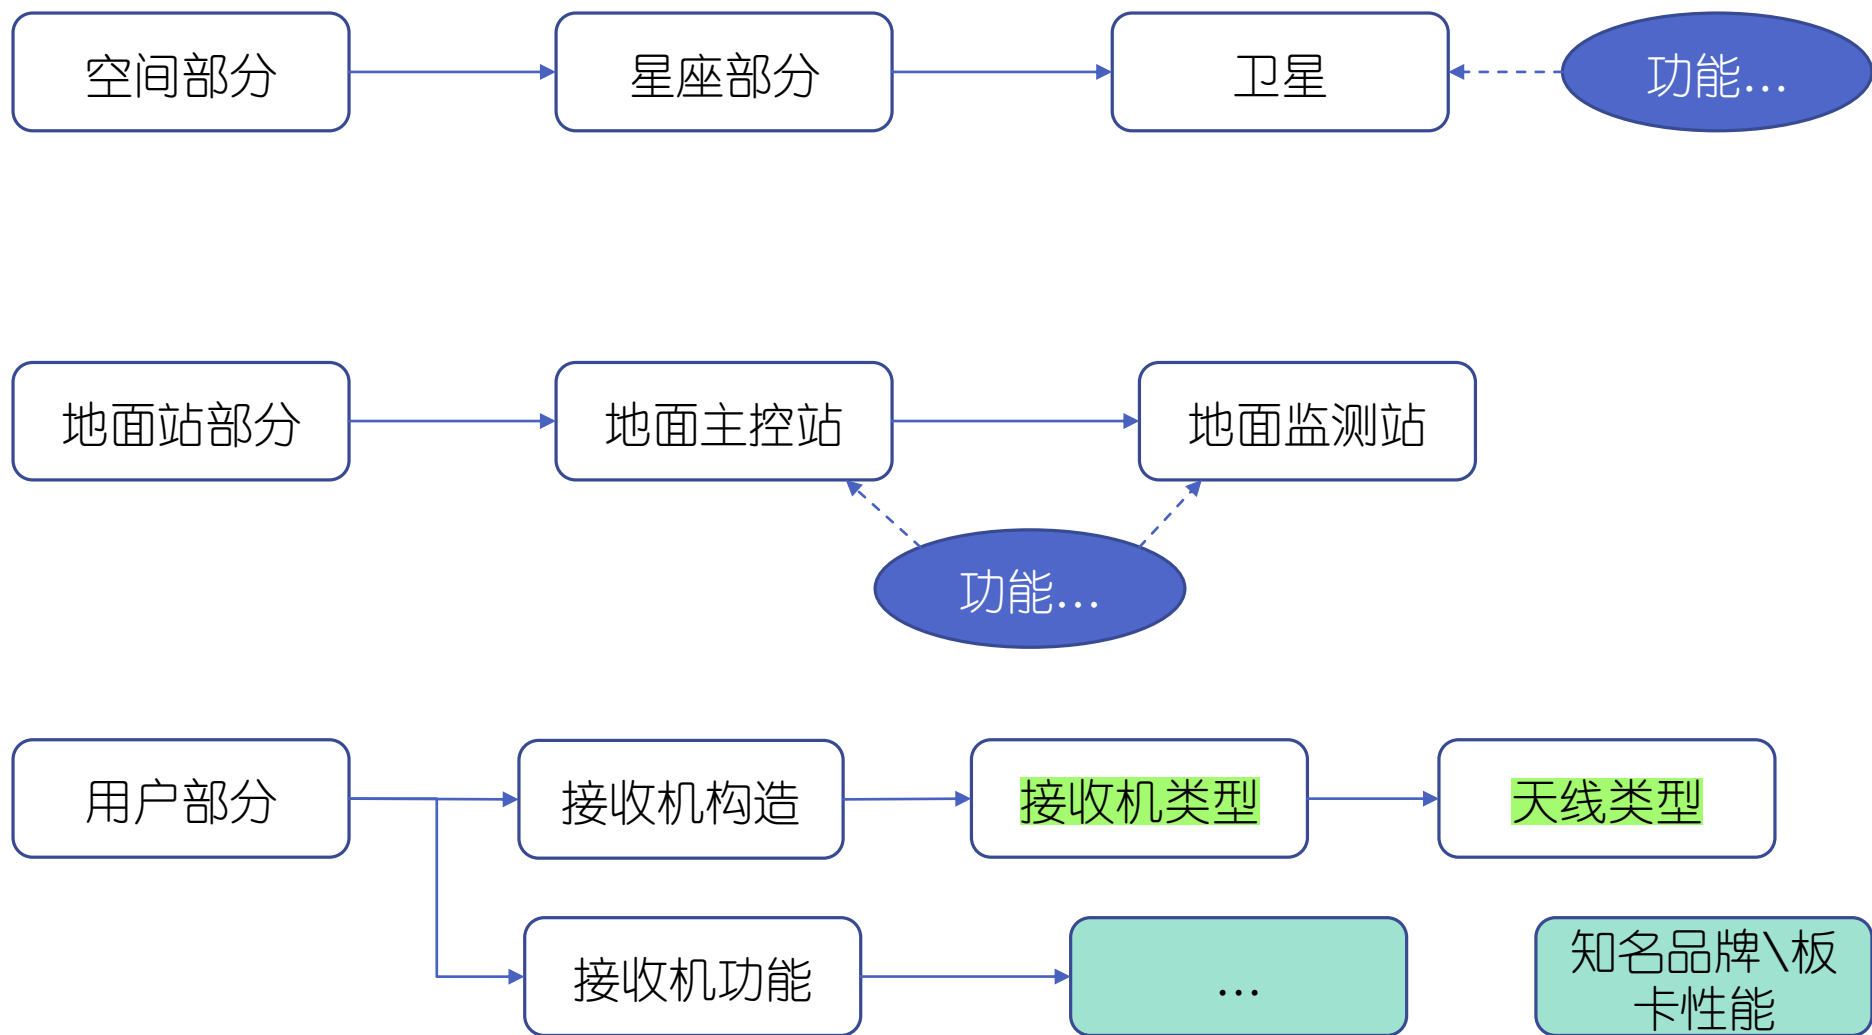 空间部分
星座部分
卫星
功能...
地面站部分
地面主控站
地面监测站
功能...
用户部分
接收机构造
接收机类型
天线类型
接收机功能
...
知名品牌\板
卡性能